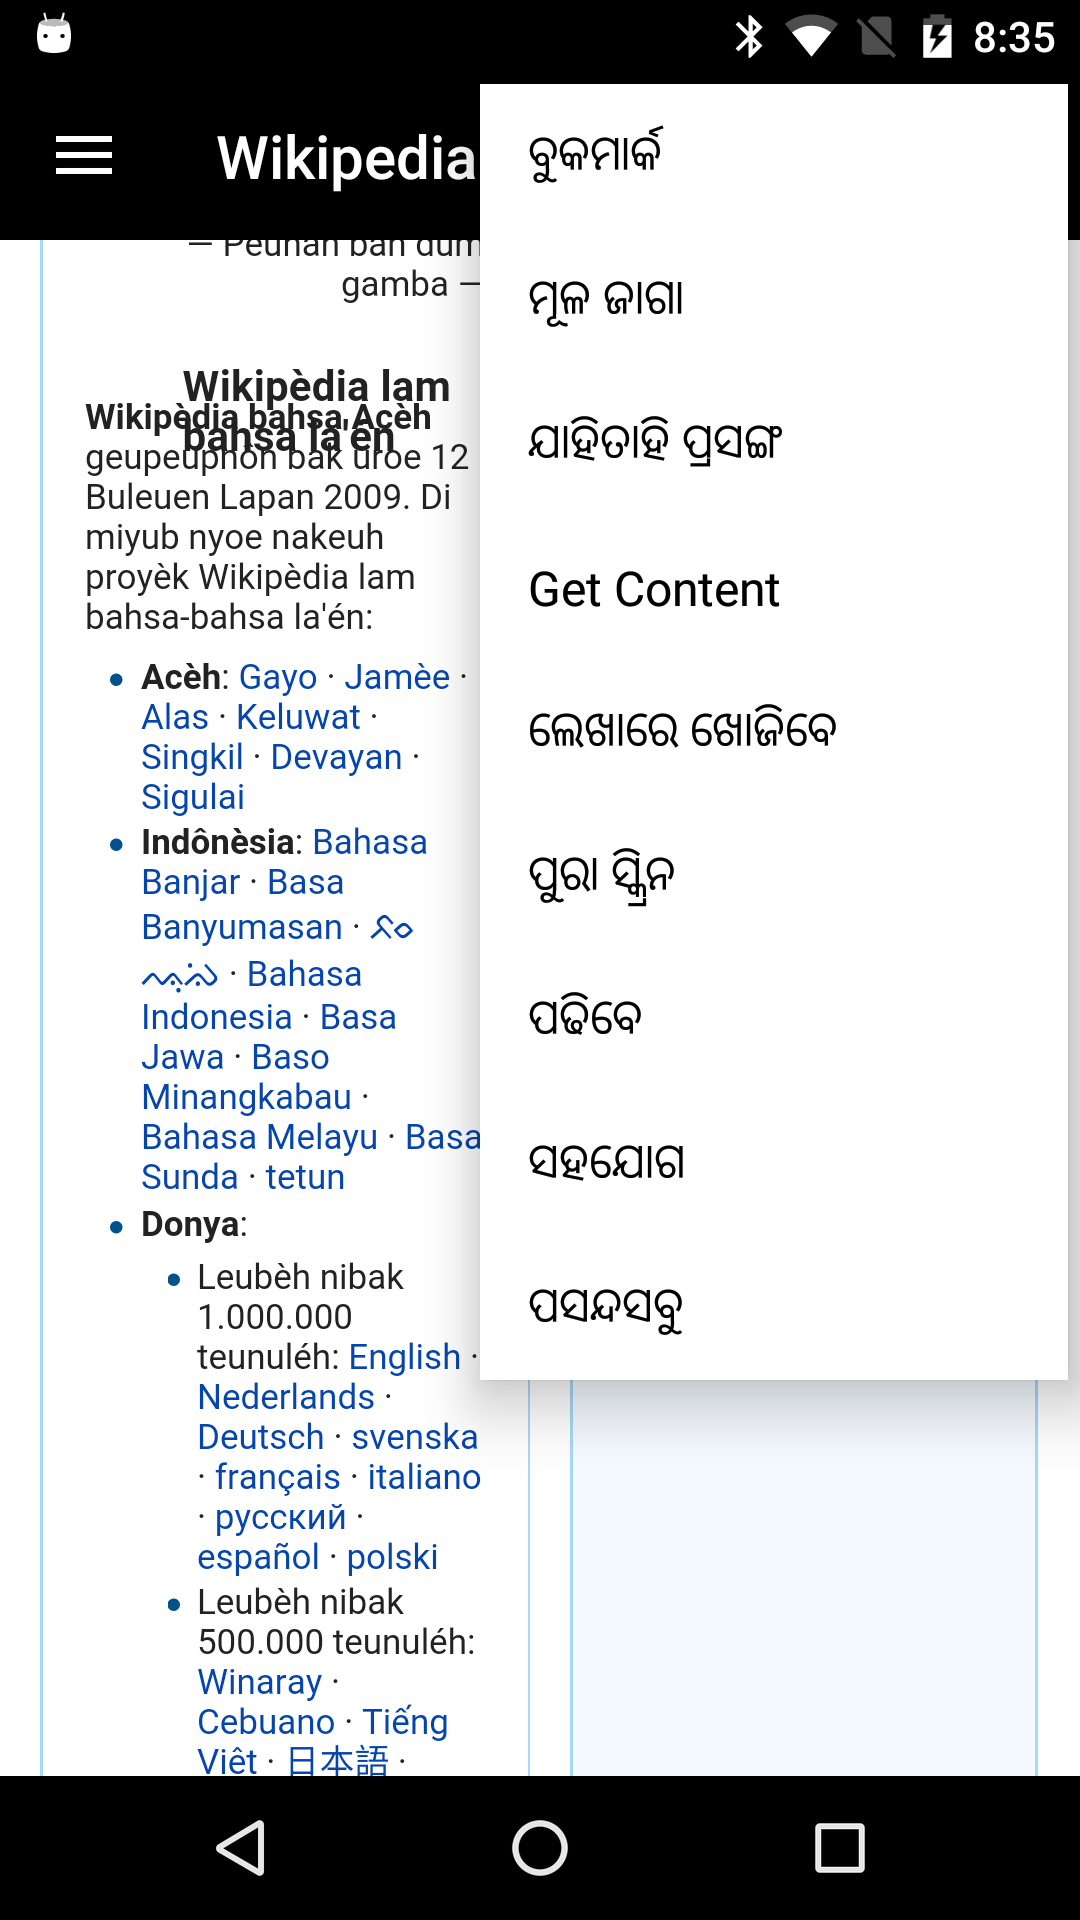 8:35
Wikipedia
— Peunan ban dum
gamba —
Wikipèdia lam
bahsa la'én
Wikipèdia bahsa Acèh
geupeuphôn bak uroe 12
Buleuen Lapan 2009. Di
miyub nyoe nakeuh
proyèk Wikipèdia lam
bahsa-bahsa la'én:
Acèh: Gayo · Jamèe ·
Alas · Keluwat ·
Singkil · Devayan ·
Sigulai
Indônèsia: Bahasa
Banjar · Basa
Banyumasan ·
· Bahasa
Indonesia · Basa
Jawa · Baso
Minangkabau ·
Bahasa Melayu · Basa
Sunda · tetun
Donya:
Leubèh nibak
1.000.000
teunuléh: English ·
Nederlands ·
Deutsch · svenska
· français · italiano
· русский ·
español · polski
Leubèh nibak
500.000 teunuléh:
Winaray ·
Cebuano · Tiếng
Việt · 日本語 ·
ବୁକମାର୍କ
ମୂଳ ଜାଗା
ଯାହିତାହି ପ୍ରସଙ୍ଗ
Get Content
ଲେଖାରେ ଖୋଜିବେ
ପୁରା ସ୍କ୍ରିନ
ପଢିବେ
ସହଯୋଗ
ପସନ୍ଦସବୁ